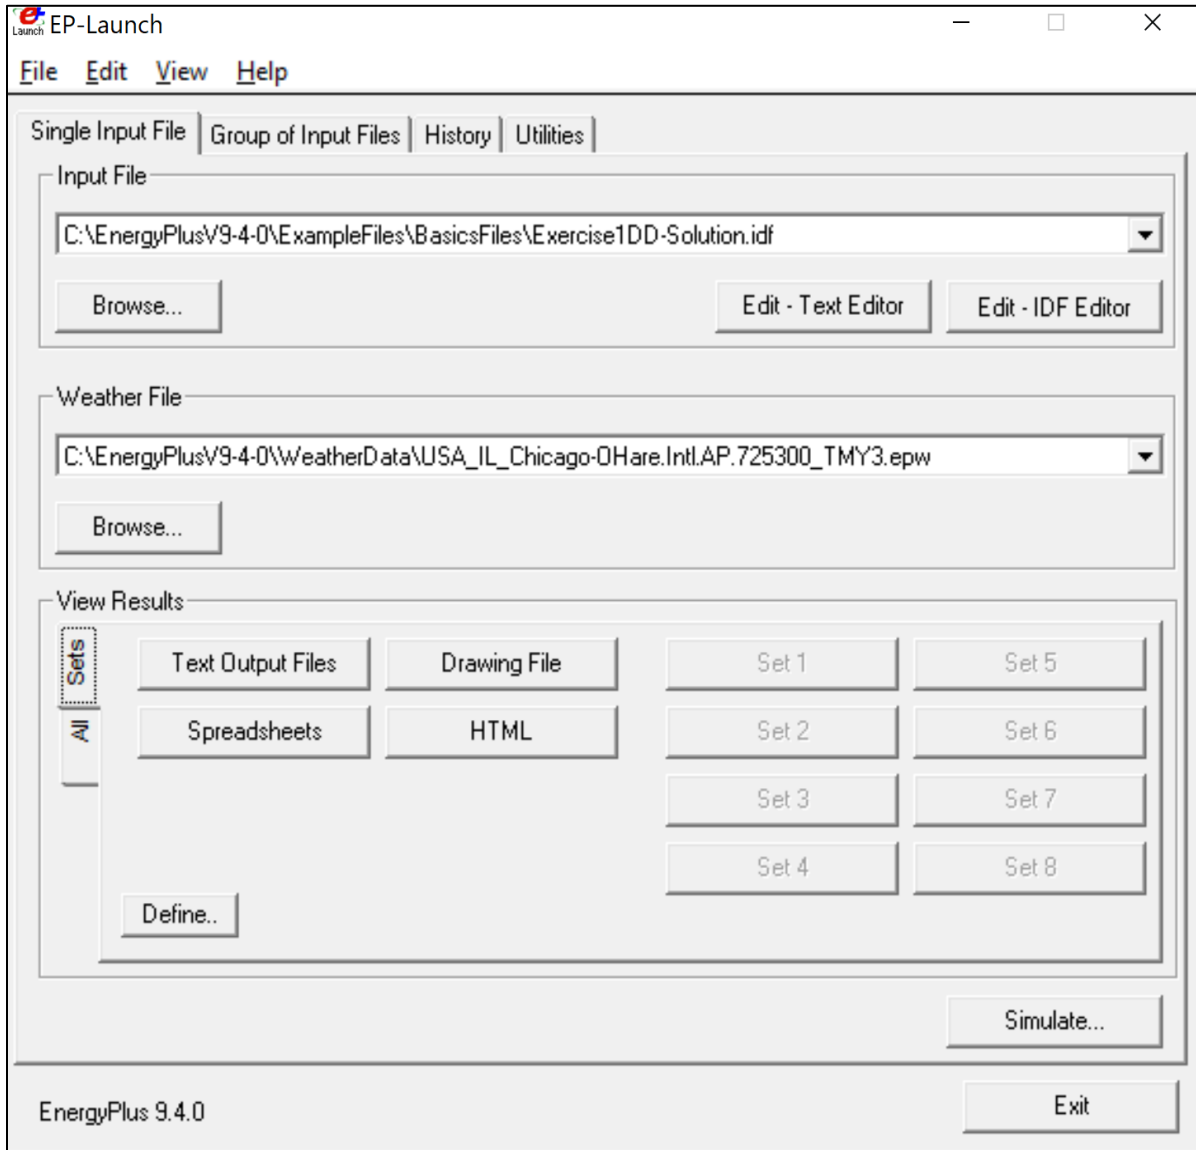 e+
Launch EP-Launch
File Edit View Help
Single Input File Group of Input Files History Utilities
Input File
C:\EnergyPlusV9-4-0\ExampleFiles\BasicsFiles\Exercise1DD-Solution.idf
Browse... Edit - Text Editor Edit - IDF Editor
Weather File
C:\EnergyPlusV9-4-0\WeatherData\USA_IL_Chicago-OHare.Intl.AP.725300_TMY3.epw
Browse...
View Results
Sets Text Output Files Drawing File Set 1 Set 5
All Spreadsheets HTML Set 2 Set 6
Set 3 Set 7
Set 4 Set 8
Define..
Simulate...
EnergyPlus 9.4.0 Exit